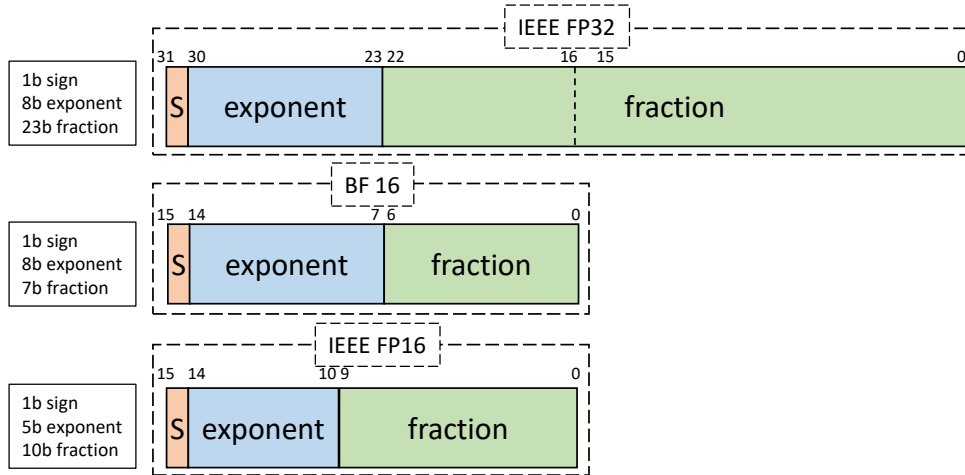 IEEE FP32
31 30 23 22 16 15 0
1b sign
8b exponent
23b fraction
S exponent fraction
BF 16
15 14 7 6 0
1b sign
8b exponent
7b fraction
S exponent fraction
IEEE FP16
15 14 10 9 0
1b sign
5b exponent
10b fraction
S exponent fraction